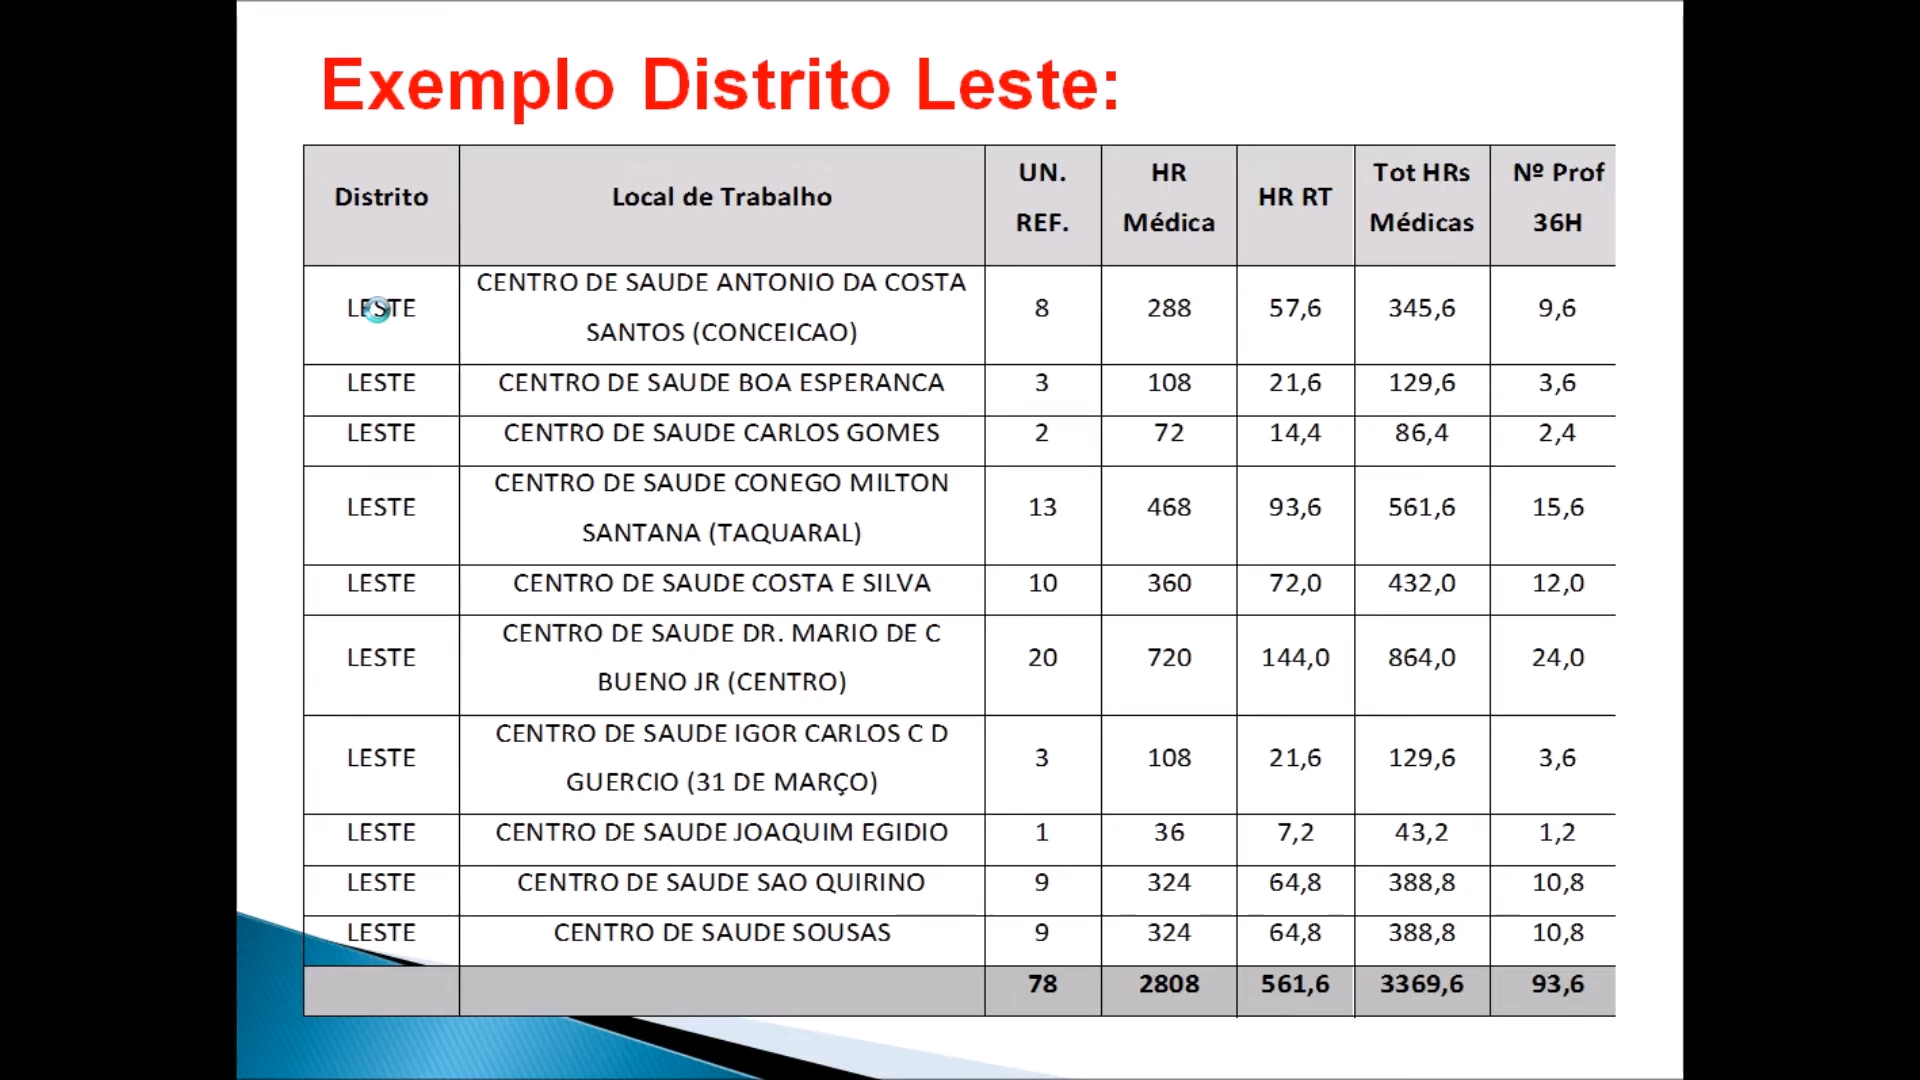 Exemplo Distrito Leste:
Distrito Local de Trabalho UN. REF. HR Médica HR RT Tot HRs Médicas Nº Prof 36H
LESTE CENTRO DE SAUDE ANTONIO DA COSTA SANTOS (CONCEICAO) 8 288 57,6 345,6 9,6
LESTE CENTRO DE SAUDE BOA ESPERANCA 3 108 21,6 129,6 3,6
LESTE CENTRO DE SAUDE CARLOS GOMES 2 72 14,4 86,4 2,4
LESTE CENTRO DE SAUDE CONEGO MILTON SANTANA (TAQUARAL) 13 468 93,6 561,6 15,6
LESTE CENTRO DE SAUDE COSTA E SILVA 10 360 72,0 432,0 12,0
LESTE CENTRO DE SAUDE DR. MARIO DE C BUENO JR (CENTRO) 20 720 144,0 864,0 24,0
LESTE CENTRO DE SAUDE IGOR CARLOS C D GUERCIO (31 DE MARÇO) 3 108 21,6 129,6 3,6
LESTE CENTRO DE SAUDE JOAQUIM EGIDIO 1 36 7,2 43,2 1,2
LESTE CENTRO DE SAUDE SAO QUIRINO 9 324 64,8 388,8 10,8
LESTE CENTRO DE SAUDE SOUSAS 9 324 64,8 388,8 10,8
78 2808 561,6 3369,6 93,6